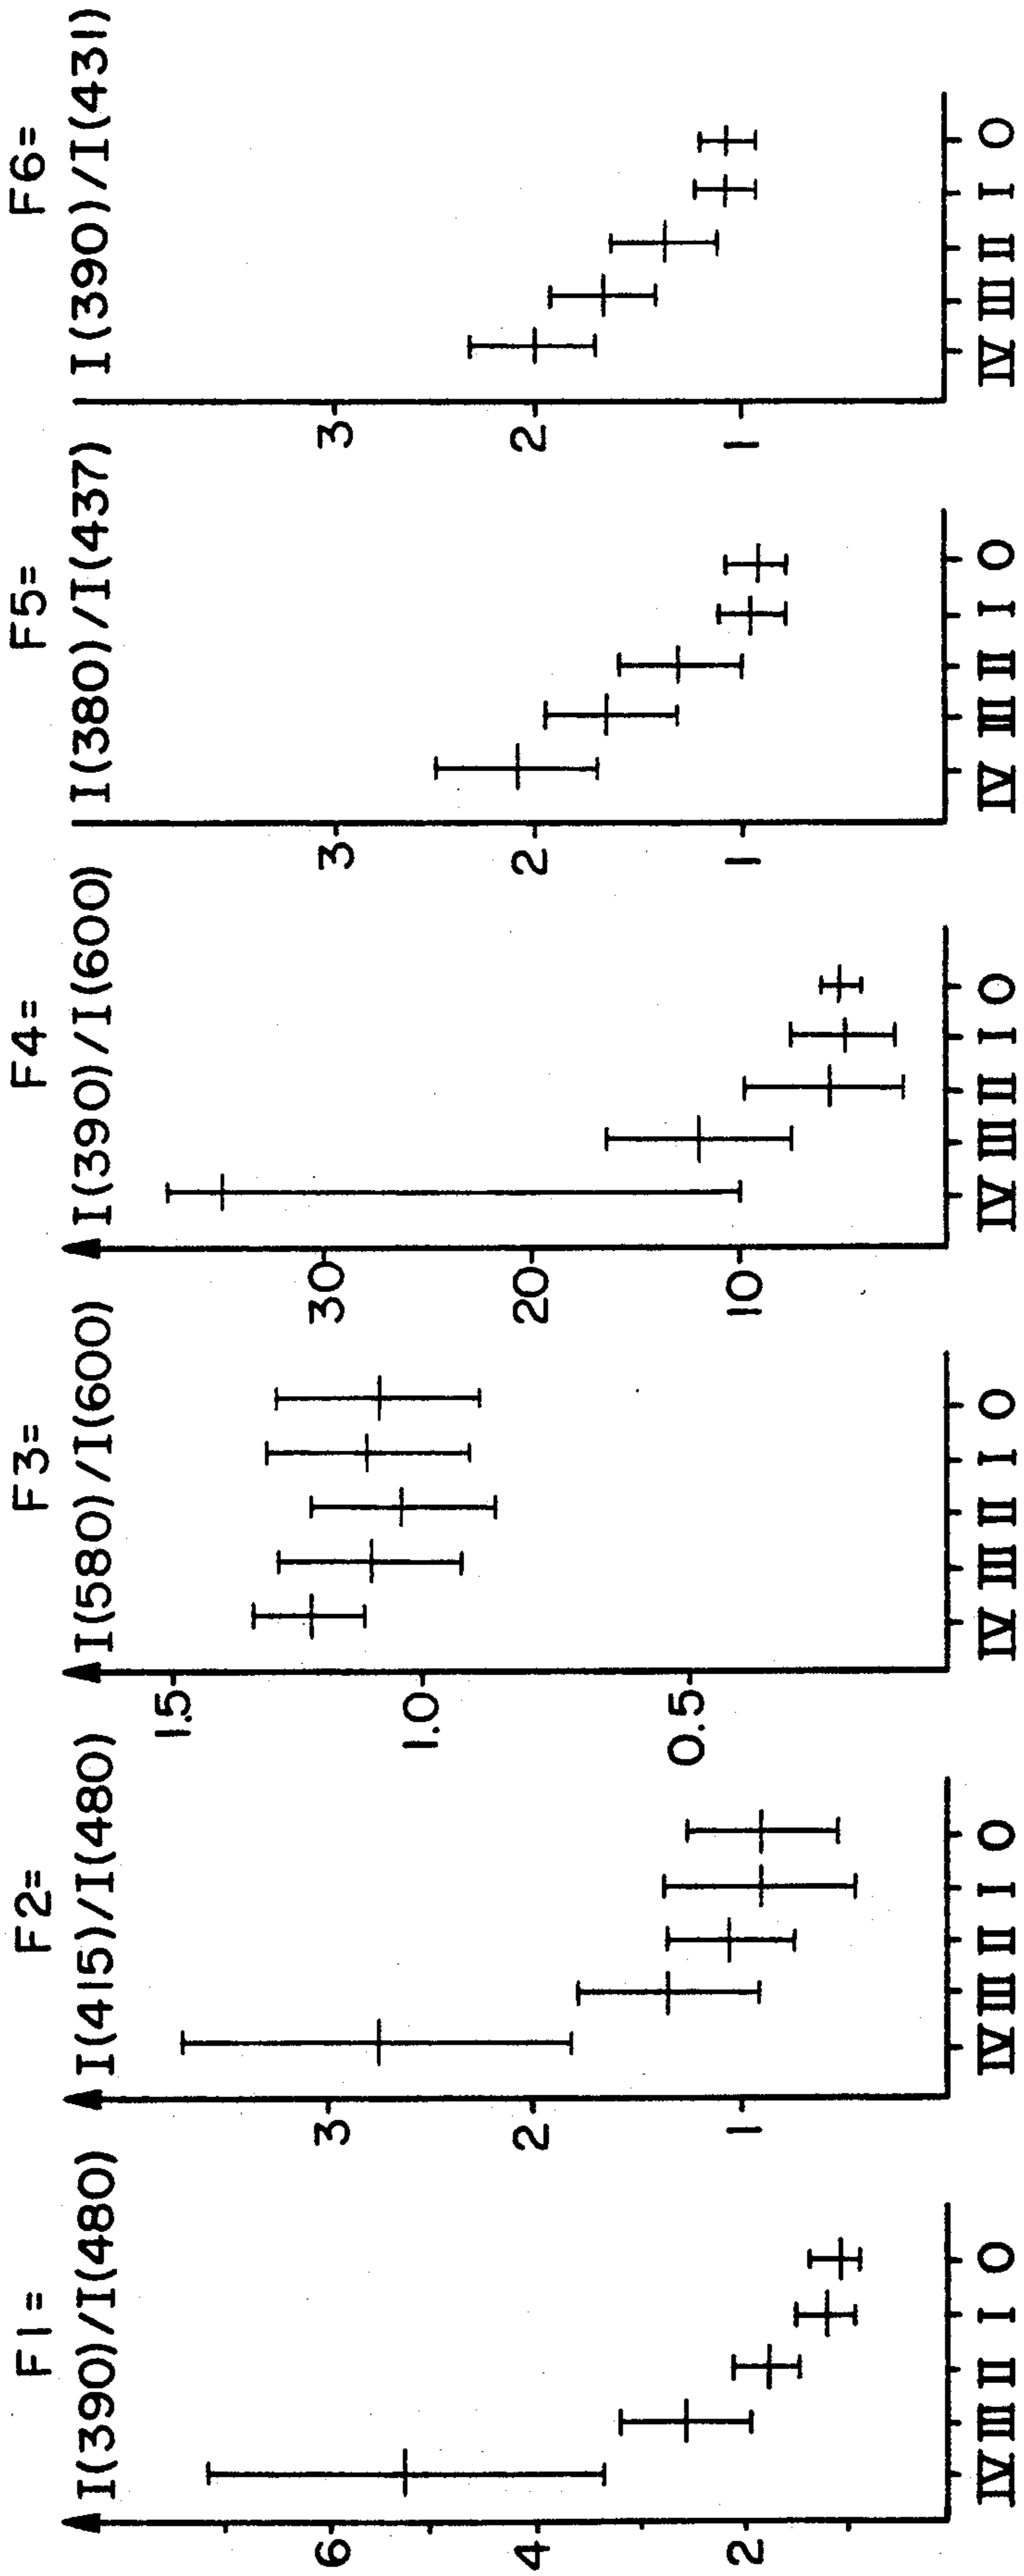 F1=
I(390)/I(480)
6
4
2
IV III II I O
F2=
I(415)/I(480)
3
2
1
IV III II I O
F3=
I(580)/I(600)
1.5
1.0
0.5
IV III II I O
F4=
I(390)/I(600)
30
20
10
IV III II I O
F5=
I(380)/I(437)
3
2
1
IV III II I O
F6=
I(390)/I(431)
3
2
1
IV III II I O